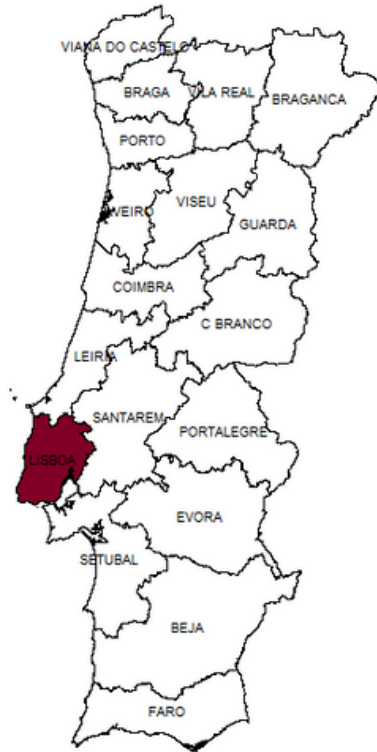 VIANA DO CASTELO
BRAGA
VILA REAL
BRAGANCA
PORTO
AVEIRO
VISEU
GUARDA
COIMBRA
C BRANCO
LEIRIA
SANTAREM
PORTALEGRE
LISBOA
EVORA
SETUBAL
BEJA
FARO